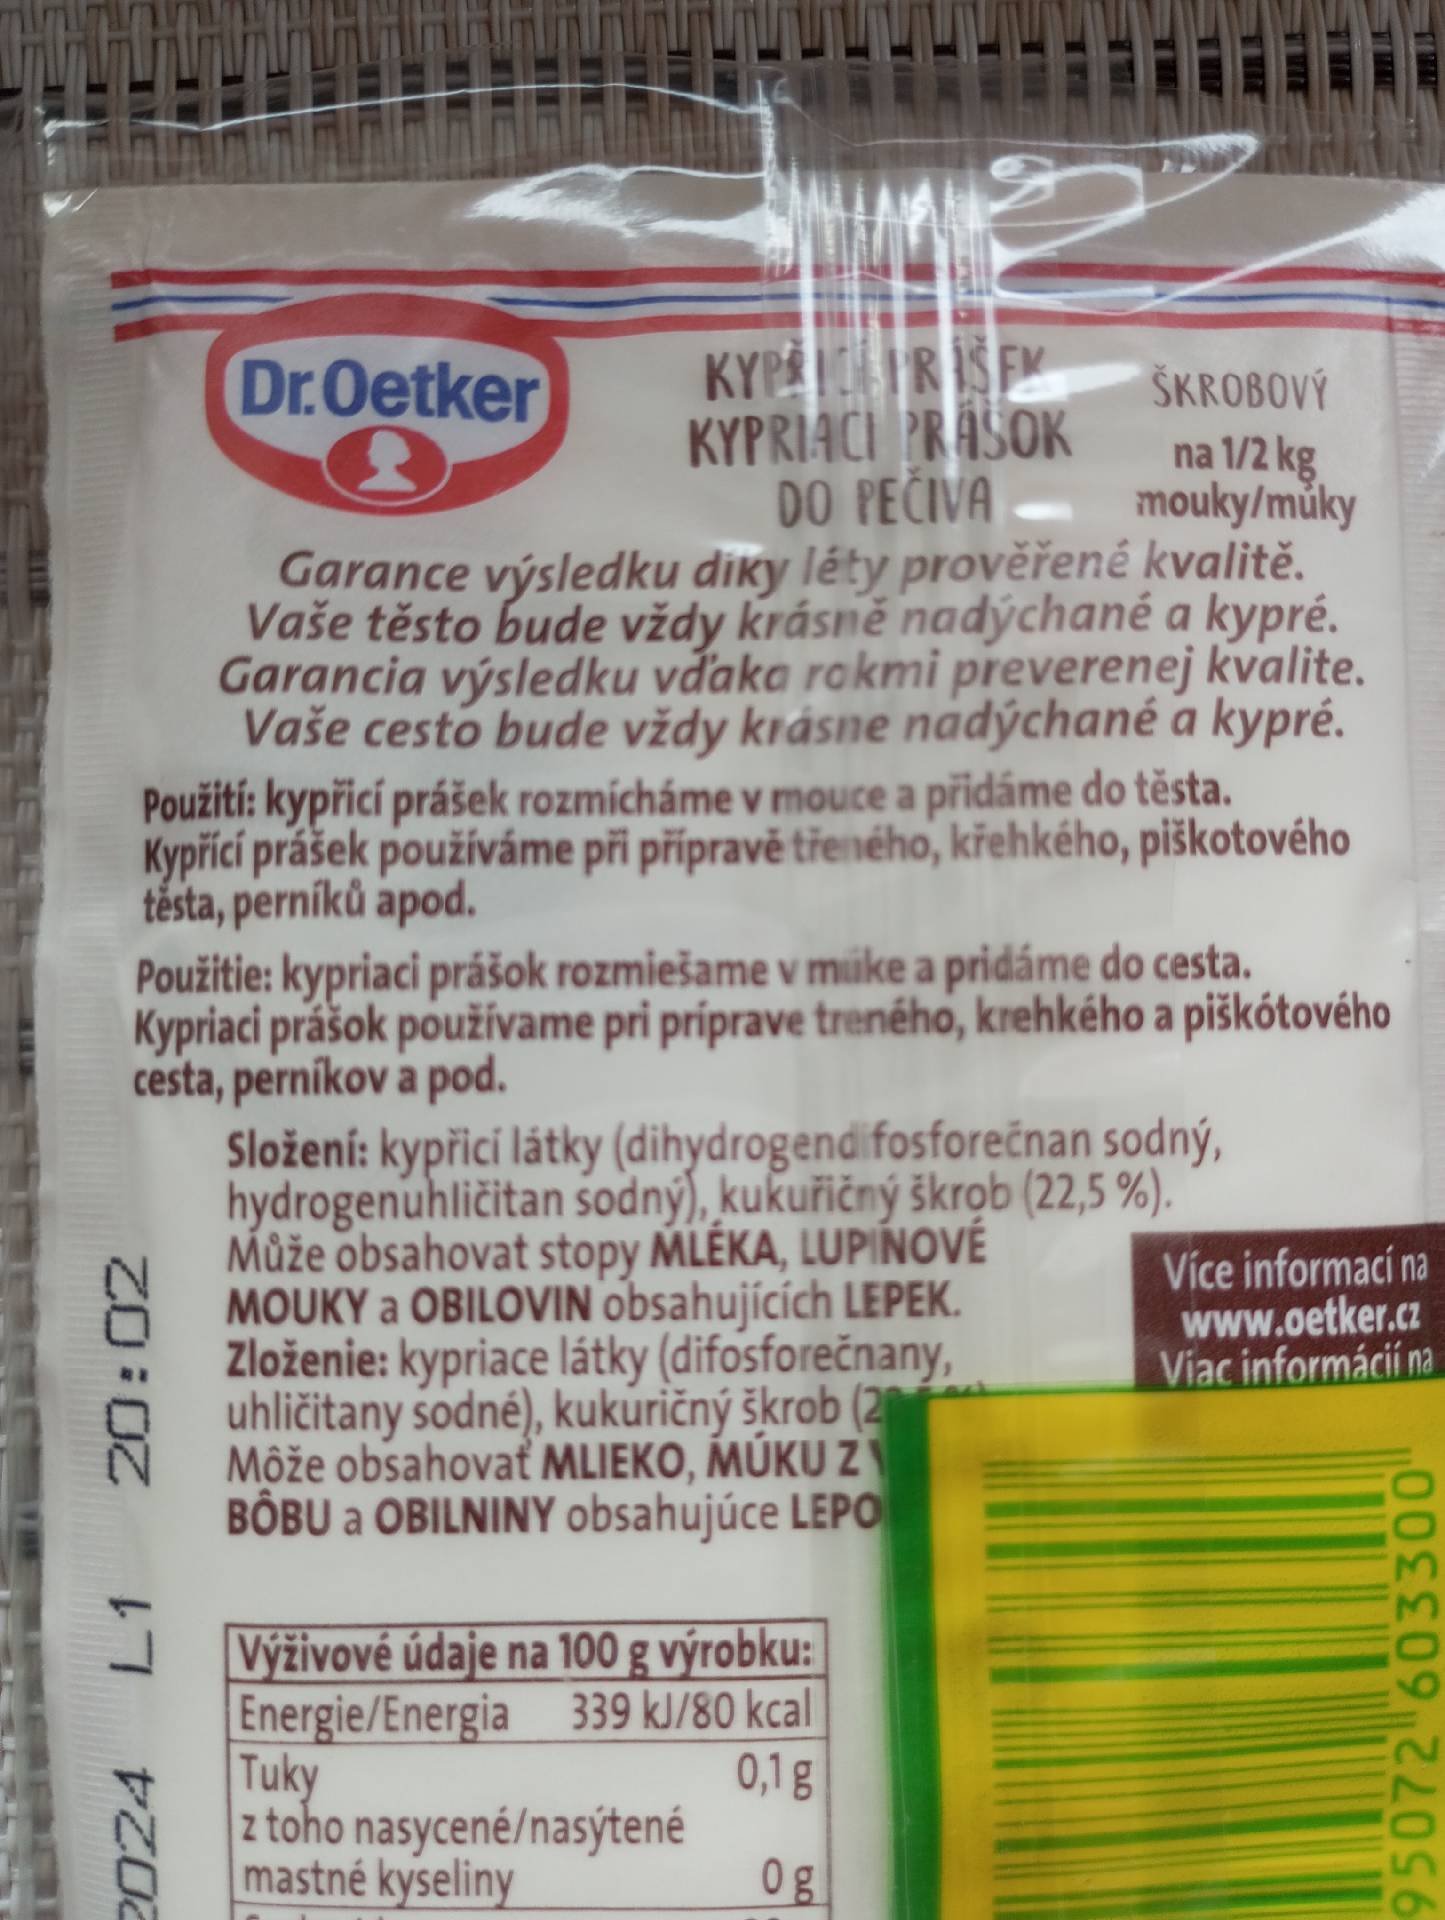 Dr.Oetker
KYPŘICÍ PRÁŠEK
KYPRIACI PRÁŠOK
DO PEČIVA
ŠKROBOVÝ
na 1/2 kg
mouky/múky
Garance výsledku díky léty prověřené kvalitě.
Vaše těsto bude vždy krásně nadýchané a kypré.
Garancia výsledku vďaka rokmi preverenej kvalite.
Vaše cesto bude vždy krásne nadýchané a kypré.
Použití: kypřicí prášek rozmícháme v mouce a přidáme do těsta.
Kypřící prášek používáme při přípravě třeného, křehkého, piškotového
těsta, perníků apod.
Použitie: kypriaci prášok rozmiešame v múke a pridáme do cesta.
Kypriaci prášok používame pri príprave treného, krehkého a piškótového
cesta, perníkov a pod.
Složení: kypřicí látky (dihydrogendifosforečnan sodný,
hydrogenuhličitan sodný), kukuřičný škrob (22,5 %).
Může obsahovat stopy MLÉKA, LUPINOVÉ
MOUKY a OBILOVIN obsahujících LEPEK.
Zloženie: kypriace látky (difosforečnany,
uhličitany sodné), kukuričný škrob
Môže obsahovať MLIEKO, MÚKU Z
BÔBU a OBILNINY obsahujúce LEPO
Více informací na
www.oetker.cz
Viac informácií na
Výživové údaje na 100 g výrobku:
Energie/Energia 339 kJ/80 kcal
Tuky 0,1 g
z toho nasycené/nasýtené
mastné kyseliny 0 g
2024 L1 20:02
95072 603300